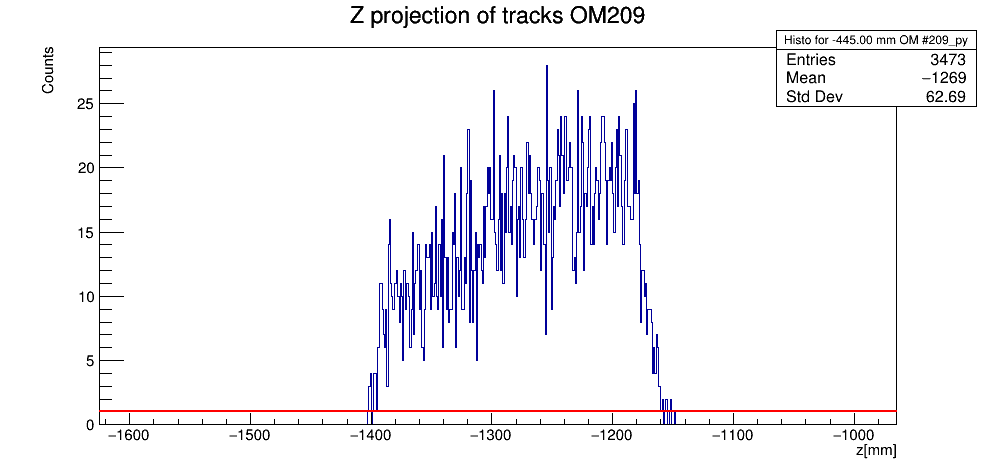 Z projection of tracks OM209
Histo for -445.00 mm OM #209_py
Entries 3473
Mean −1269
Std Dev 62.69
Counts
25
20
15
10
5
0
−1600 −1500 −1400 −1300 −1200 −1100 −1000
z[mm]